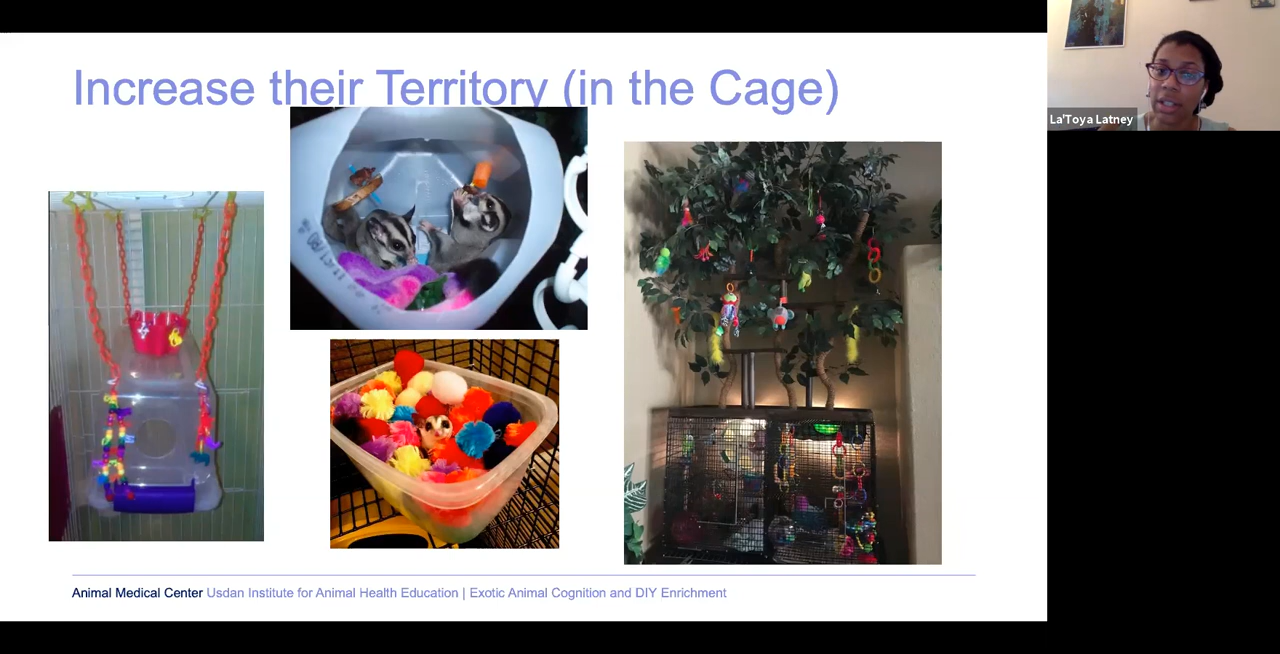 Increase their Territory (in the Cage)
La'Toya Latney
Animal Medical Center Usdan Institute for Animal Health Education | Exotic Animal Cognition and DIY Enrichment